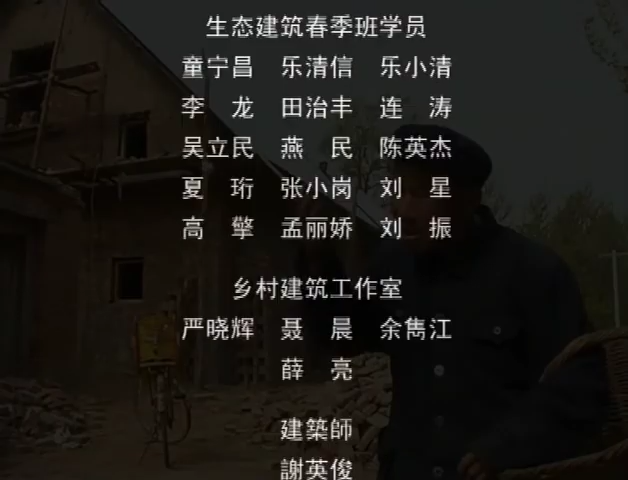 生态建筑春季班学员
童宁昌 乐清信 乐小清
李 龙 田治丰 连 涛
吴立民 燕 民 陈英杰
夏 珩 张小岗 刘 星
高 擎 孟丽娇 刘 振
乡村建筑工作室
严晓辉 聂 晨 余雋江
薛 亮
建築師
謝英俊